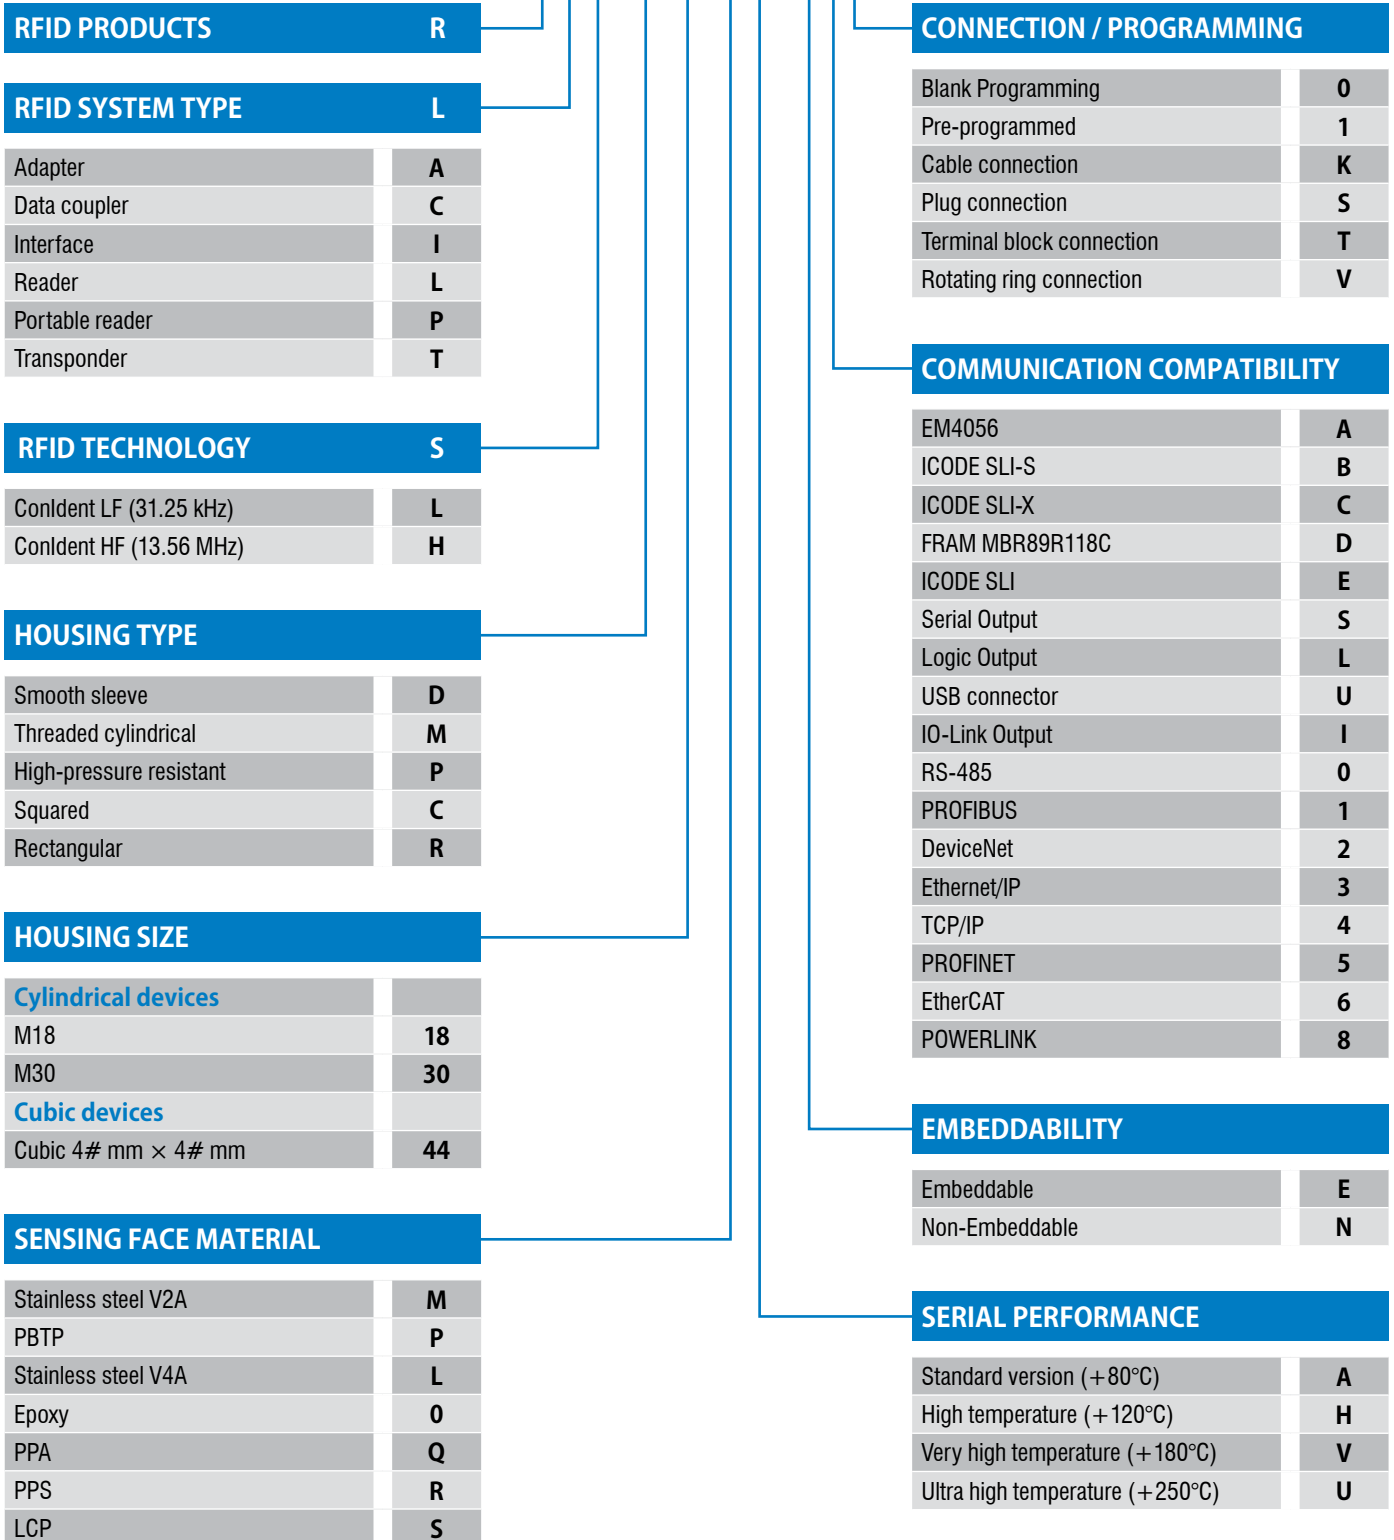 RFID PRODUCTS R
RFID SYSTEM TYPE L
Adapter A
Data coupler C
Interface I
Reader L
Portable reader P
Transponder T
RFID TECHNOLOGY S
ConIdent LF (31.25 kHz) L
ConIdent HF (13.56 MHz) H
HOUSING TYPE
Smooth sleeve D
Threaded cylindrical M
High-pressure resistant P
Squared C
Rectangular R
HOUSING SIZE
Cylindrical devices
M18 18
M30 30
Cubic devices
Cubic 4# mm × 4# mm 44
SENSING FACE MATERIAL
Stainless steel V2A M
PBTP P
Stainless steel V4A L
Epoxy 0
PPA Q
PPS R
LCP S
CONNECTION / PROGRAMMING
Blank Programming 0
Pre-programmed 1
Cable connection K
Plug connection S
Terminal block connection T
Rotating ring connection V
COMMUNICATION COMPATIBILITY
EM4056 A
ICODE SLI-S B
ICODE SLI-X C
FRAM MBR89R118C D
ICODE SLI E
Serial Output S
Logic Output L
USB connector U
IO-Link Output I
RS-485 0
PROFIBUS 1
DeviceNet 2
Ethernet/IP 3
TCP/IP 4
PROFINET 5
EtherCAT 6
POWERLINK 8
EMBEDDABILITY
Embeddable E
Non-Embeddable N
SERIAL PERFORMANCE
Standard version (+80°C) A
High temperature (+120°C) H
Very high temperature (+180°C) V
Ultra high temperature (+250°C) U